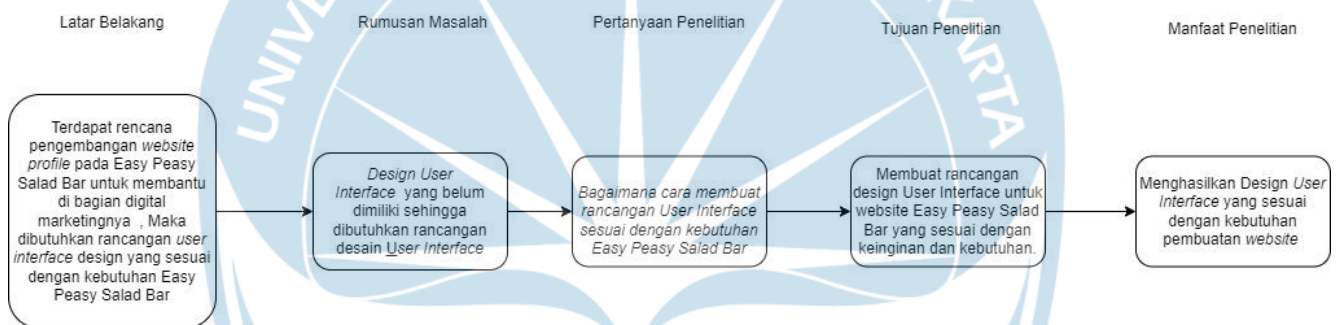 Latar Belakang
Rumusan Masalah
Pertanyaan Penelitian
Tujuan Penelitian
Manfaat Penelitian
Terdapat rencana
pengembangan website
profile pada Easy Peasy
Salad Bar untuk membantu
di bagian digital
marketingnya , Maka
dibutuhkan rancangan user
interface design yang sesuai
dengan kebutuhan Easy
Peasy Salad Bar
Design User
Interface yang belum
dimiliki sehingga
dibutuhkan rancangan
desain User Interface
Bagaimana cara membuat
rancangan User Interface
sesuai dengan kebutuhan
Easy Peasy Salad Bar
Membuat rancangan
design User Interface untuk
website Easy Peasy Salad
Bar yang sesuai dengan
keinginan dan kebutuhan.
Menghasilkan Design User
Interface yang sesuai
dengan kebutuhan
pembuatan website